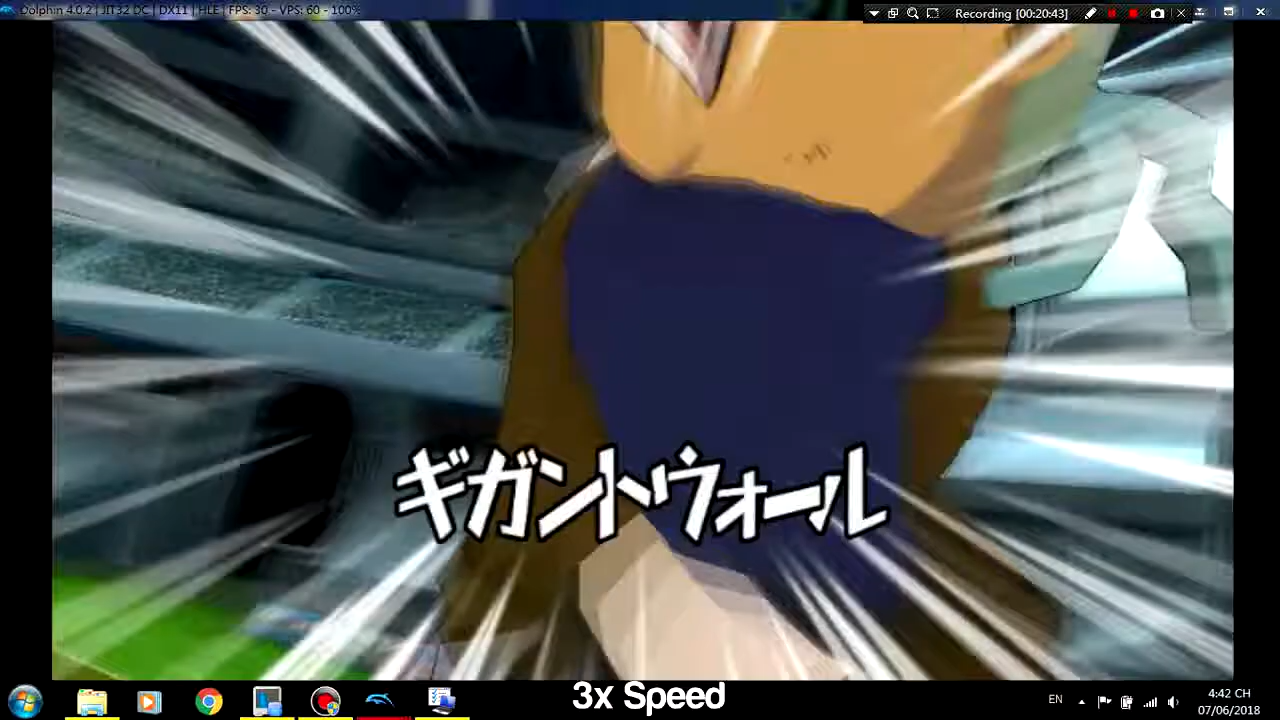 Dolphin 4.0.2 | JIT32 DC | DX11 | HLE | FPS: 30 - VPS: 60 - 100%
Recording [00:20:43]
ギガントウォール
3x Speed
EN
4:42 CH
07/06/2018